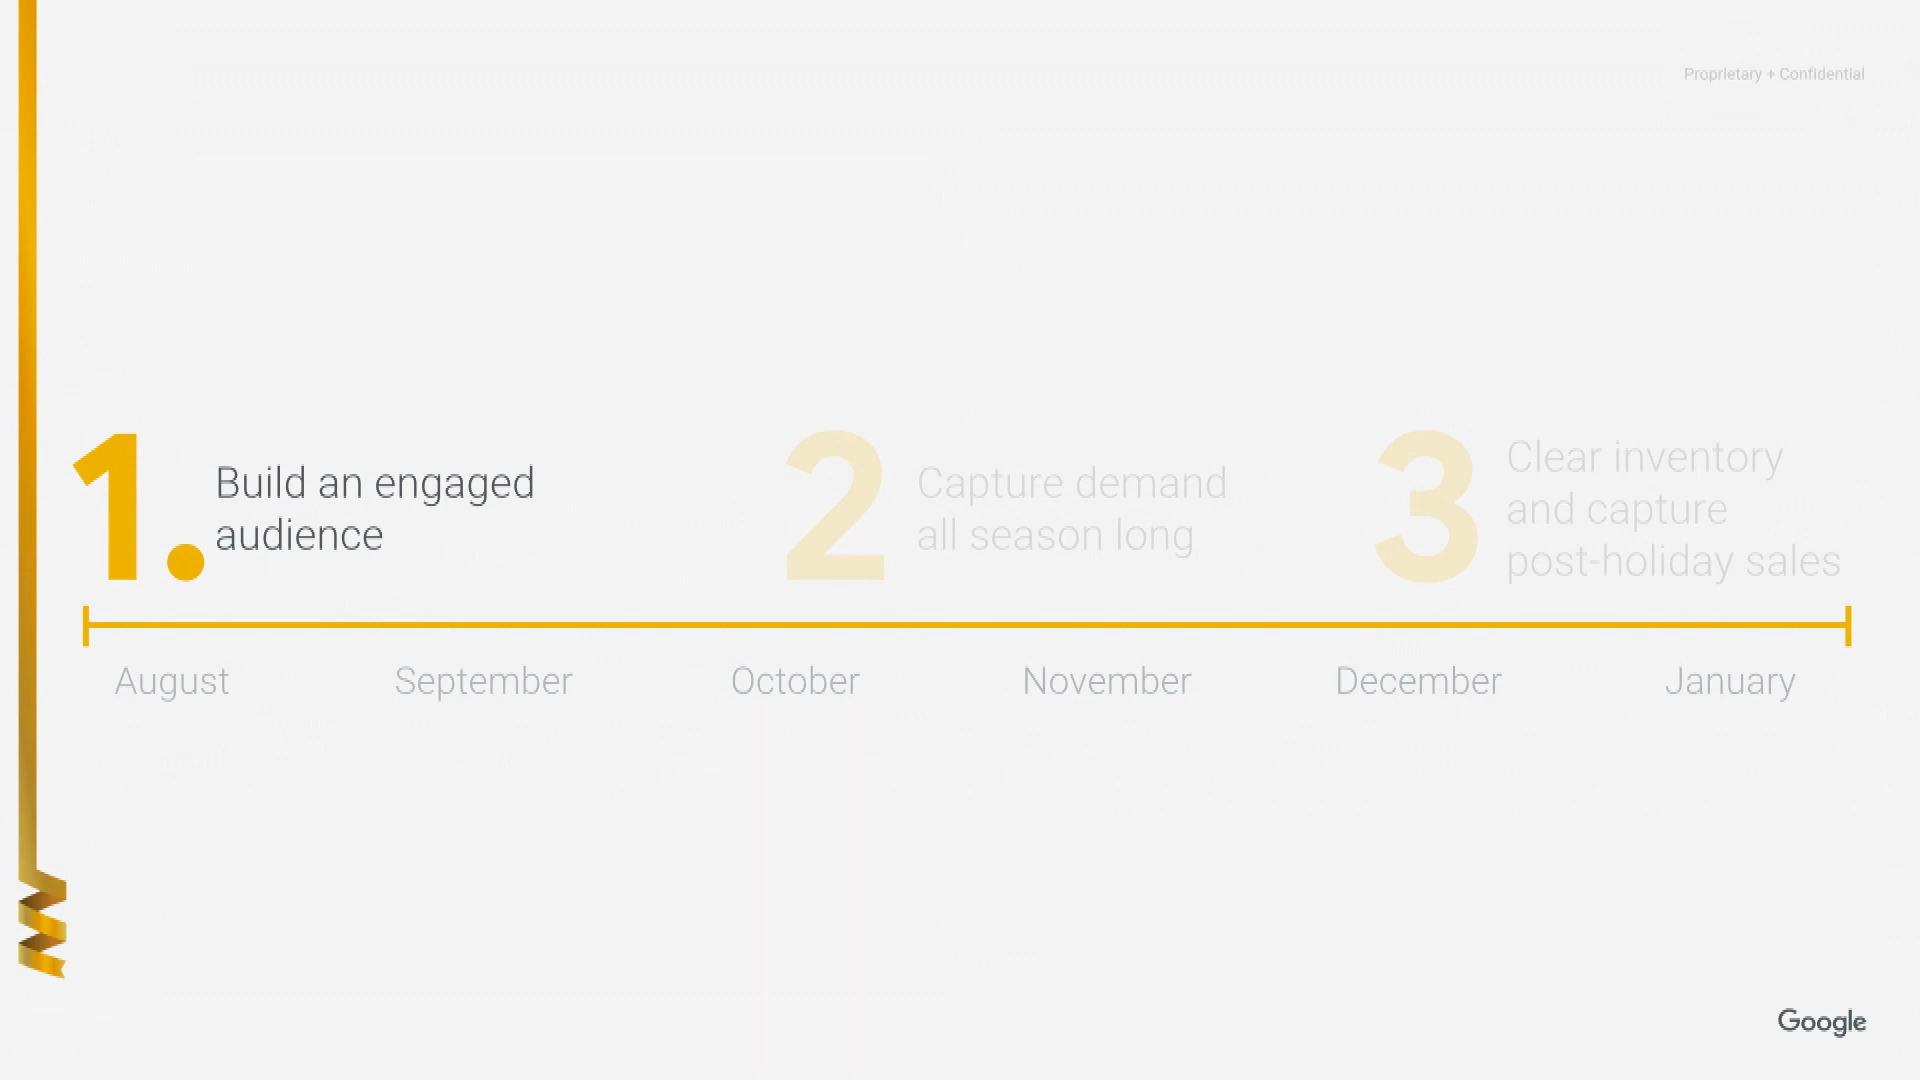 Proprietary + Confidential
1.
Build an engaged
audience
2
Capture demand
all season long
3
Clear inventory
and capture
post-holiday sales
August September October November December January
Google